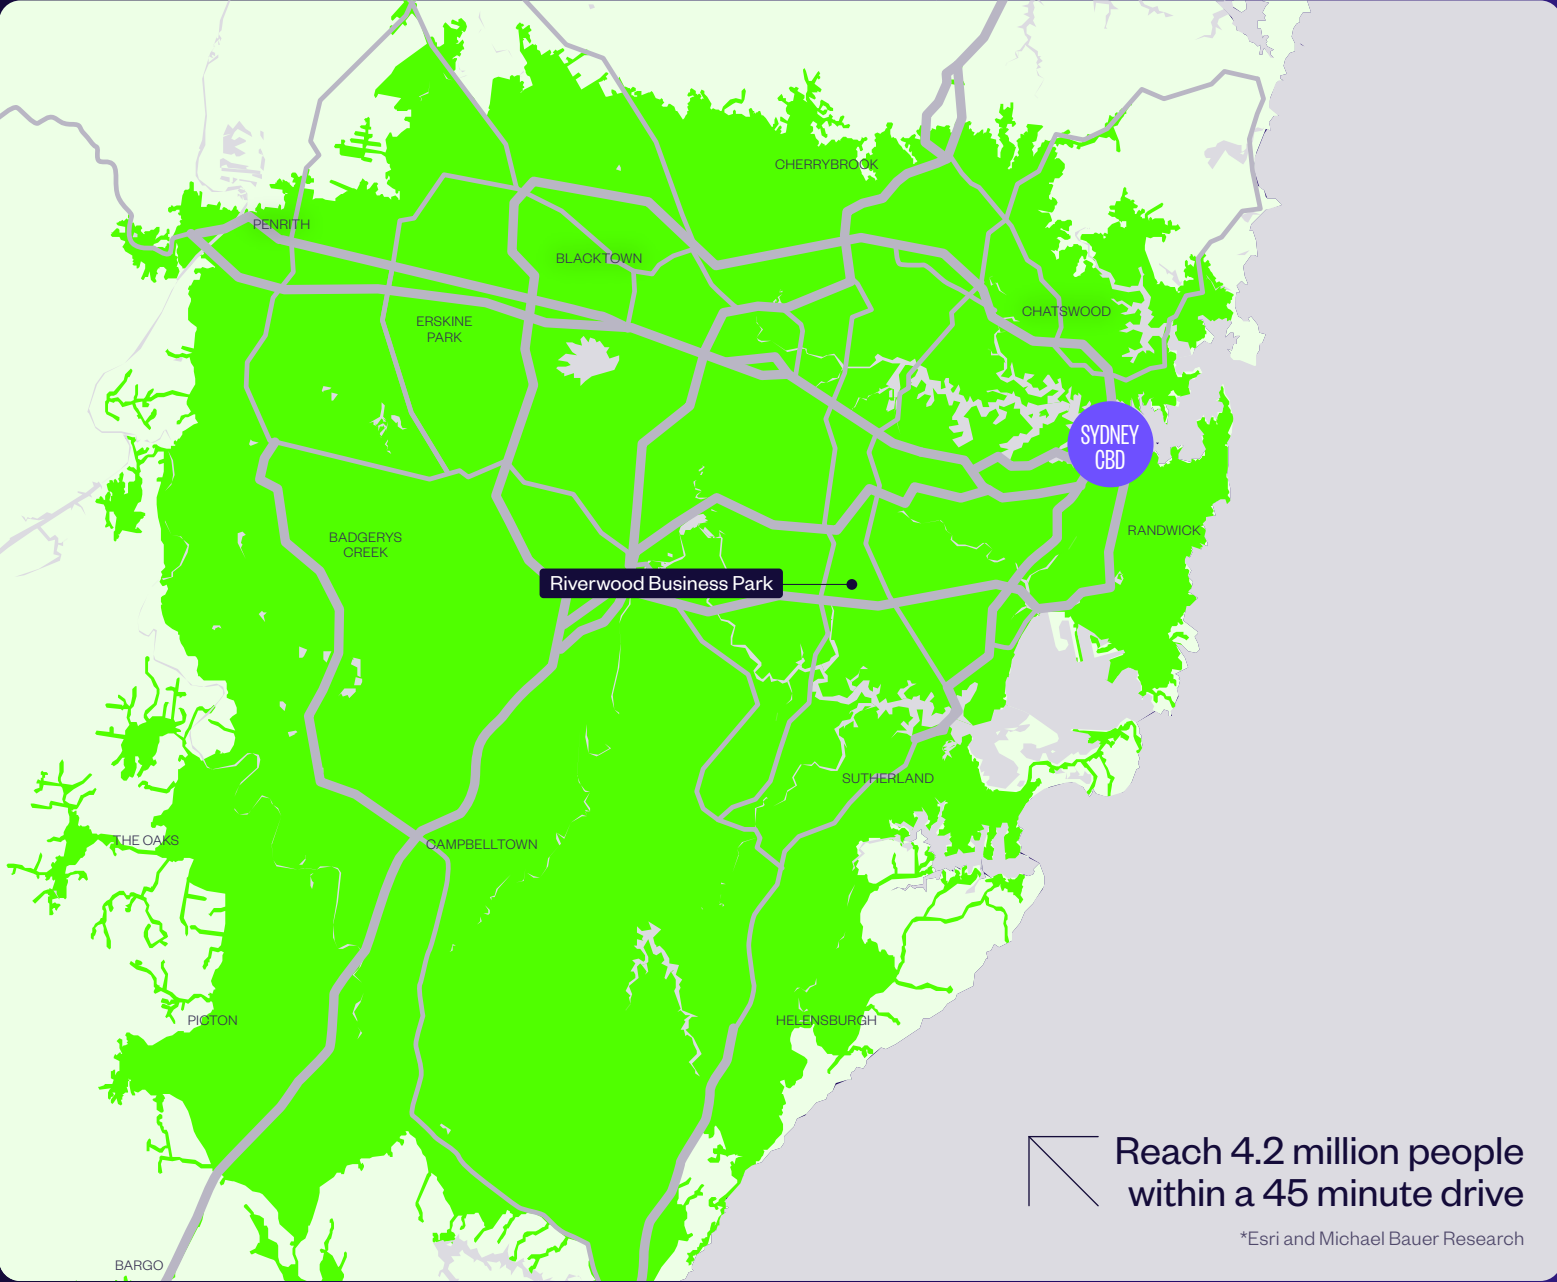 CHERRYBROOK
PENRITH
BLACKTOWN
CHATSWOOD
ERSKINE
PARK
SYDNEY
CBD
RANDWICK
BADGERYS
CREEK
Riverwood Business Park
SUTHERLAND
THE OAKS
CAMPBELLTOWN
PICTON
HELENSBURGH
Reach 4.2 million people
within a 45 minute drive
*Esri and Michael Bauer Research
BARGO